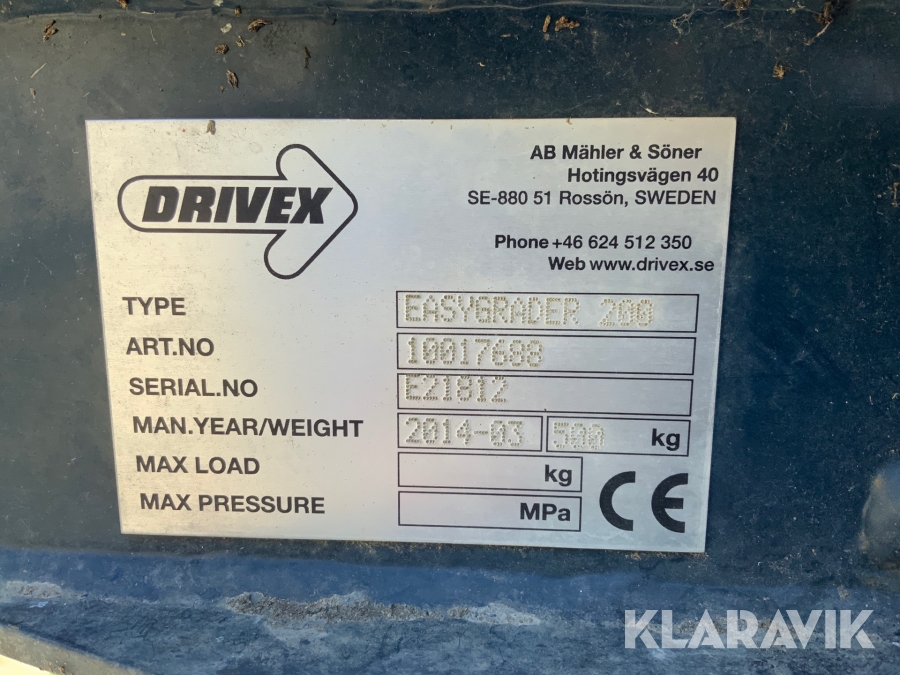 DRIVEX
AB Mähler & Söner
Hotingsvägen 40
SE-880 51 Rossön, SWEDEN
Phone +46 624 512 350
Web www.drivex.se
TYPE EASYGRADER 200
ART.NO 10017688
SERIAL.NO E21812
MAN.YEAR/WEIGHT 2014-03 500 kg
MAX LOAD kg
MAX PRESSURE MPa
CE
KLARAVIK